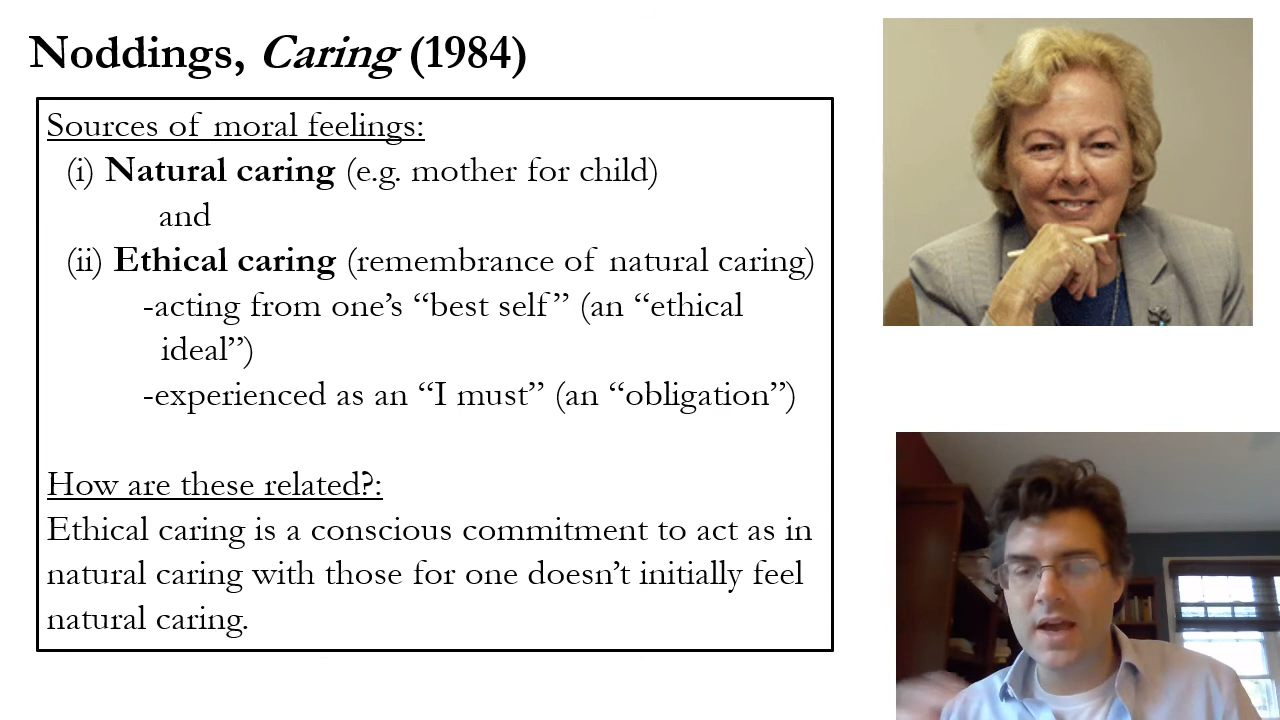 Noddings, Caring (1984)
Sources of moral feelings:
(i) Natural caring (e.g. mother for child)
and
(ii) Ethical caring (remembrance of natural caring)
-acting from one’s “best self” (an “ethical
ideal”)
-experienced as an “I must” (an “obligation”)
How are these related?:
Ethical caring is a conscious commitment to act as in
natural caring with those for one doesn’t initially feel
natural caring.